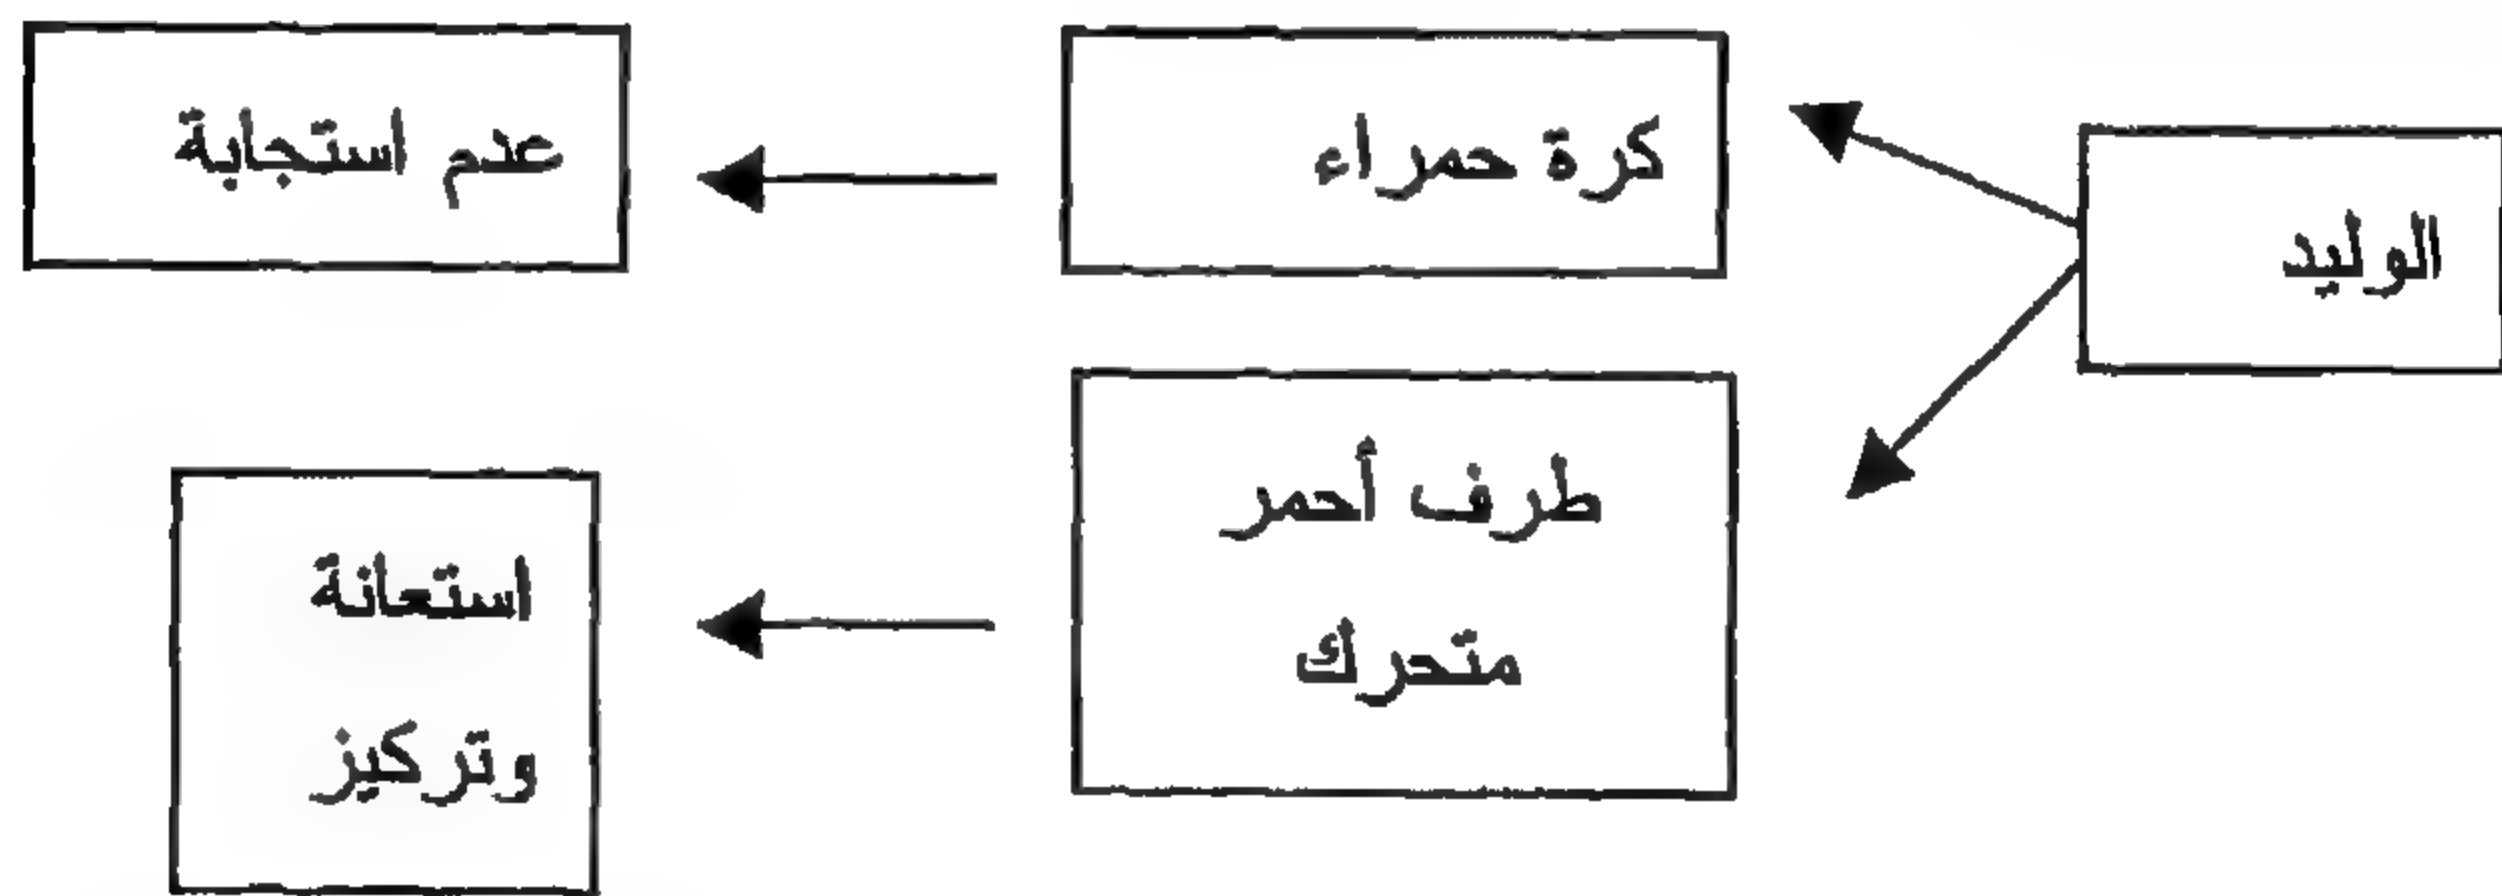 الوليد
كرة حمراء
عدم استجابة
طرف أحمر
متحرك
استعانة
وتركيز